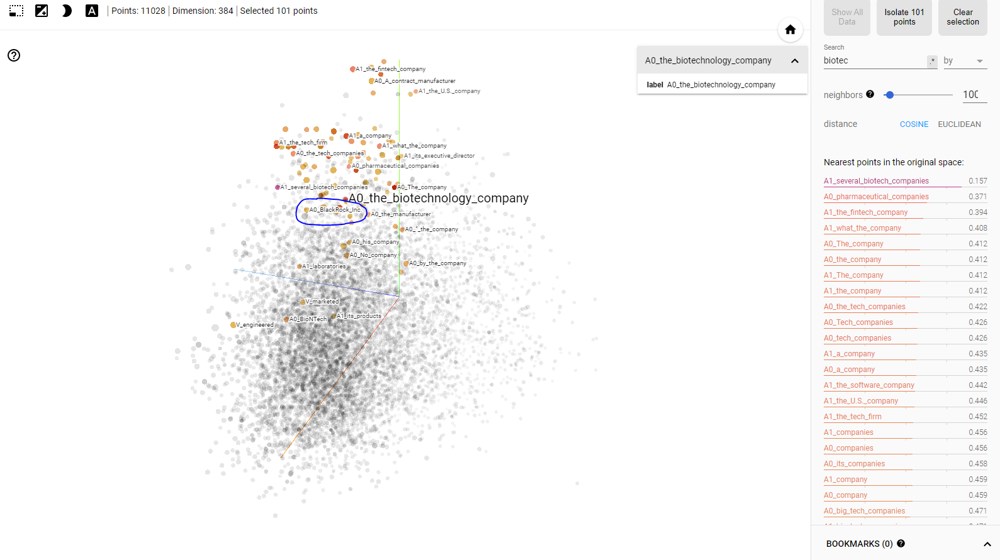 A
Points: 11028
Dimension: 384
Selected 101 points
A1_the_fintech_company
A0_A_contract_manufacturer
A1_the_U.S._company
A1_a_company
A1_the_tech_firm
A1_what_the_company
A0_the_tech_companies
A1_its_executive_director
A0_pharmaceutical_companies
A1_several_biotech_companies
A0_The_company
A0_the_biotechnology_company
A0_BlackRock_Inc.
A0_the_manufacturer
A0_"_the_company
A0_his_company
A0_No_company
A0_by_the_company
A1_laboratories
V_marketed
A1_its_products
A0_BioNTech
V_engineered
A0_the_biotechnology_company
label A0_the_biotechnology_company
Show All Data
Isolate 101 points
Clear selection
Search
biotec
.*
by
neighbors ?
100
distance
COSINE
EUCLIDEAN
Nearest points in the original space:
A1_several_biotech_companies 0.157
A0_pharmaceutical_companies 0.371
A1_the_fintech_company 0.394
A1_what_the_company 0.408
A0_The_company 0.412
A0_the_company 0.412
A1_The_company 0.412
A1_the_company 0.412
A0_the_tech_companies 0.422
A0_Tech_companies 0.426
A0_tech_companies 0.426
A1_a_company 0.435
A0_a_company 0.435
A1_the_software_company 0.442
A1_the_U.S._company 0.446
A1_the_tech_firm 0.452
A1_companies 0.456
A0_companies 0.456
A0_its_companies 0.458
A1_company 0.459
A0_company 0.459
A0_big_tech_companies 0.471
BOOKMARKS (0) ?